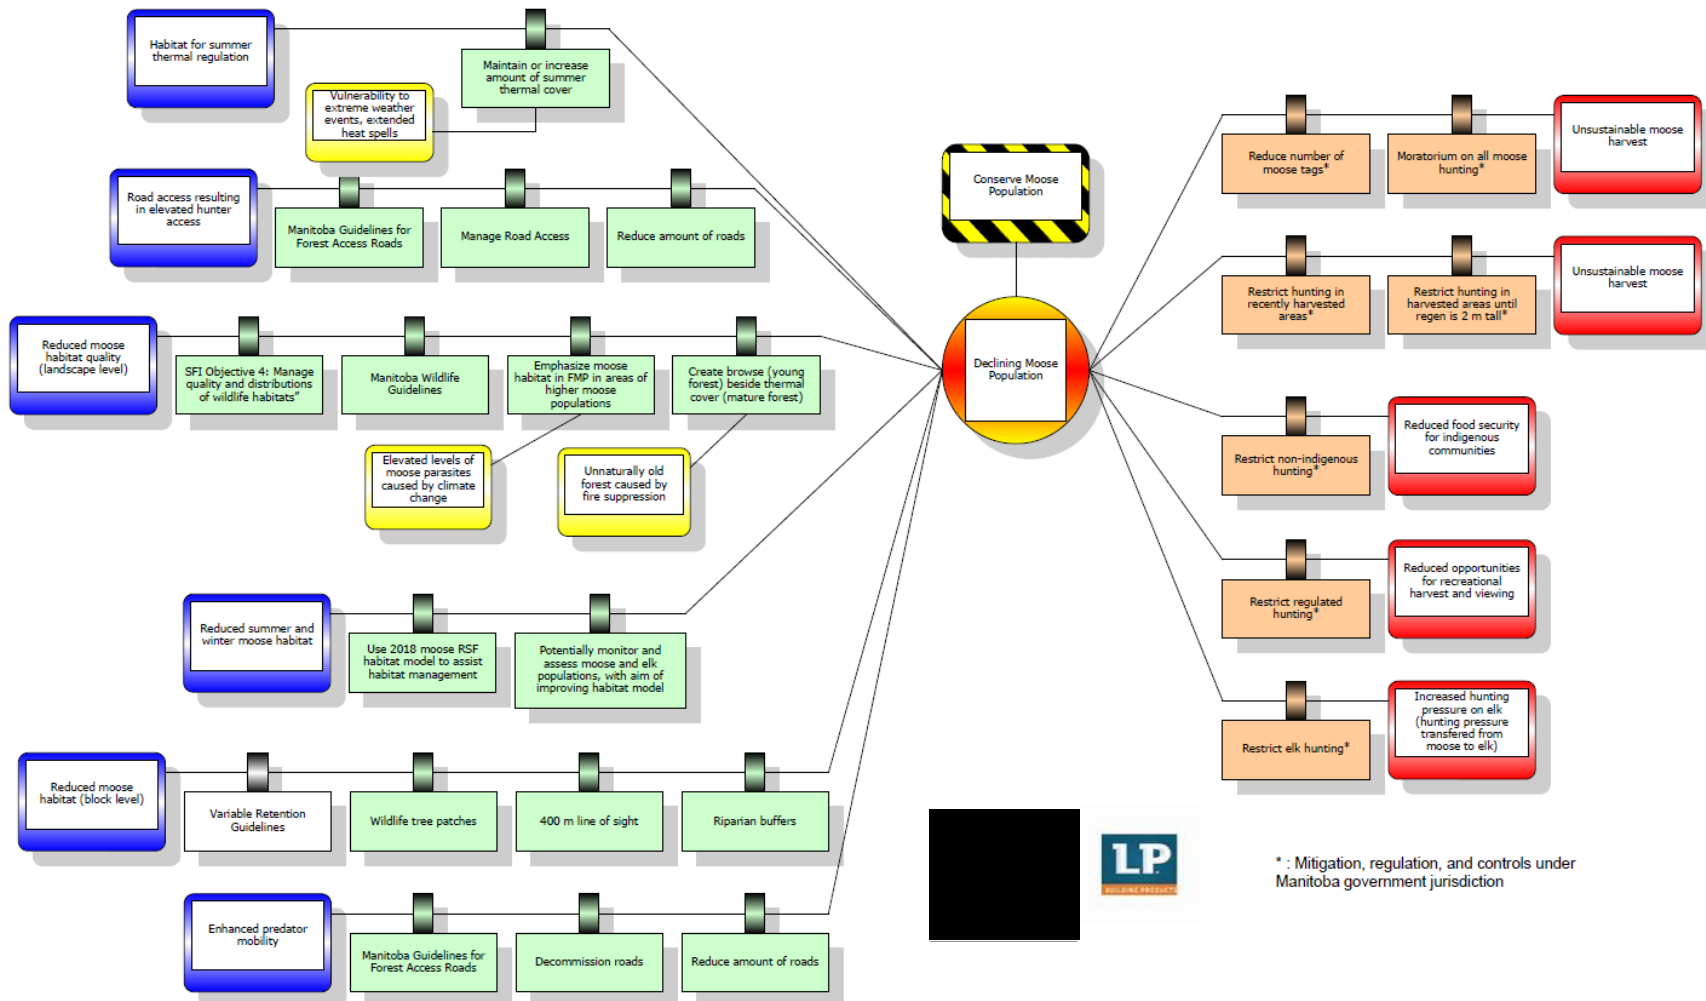 Habitat for summer
thermal regulation
Maintain or increase
amount of summer
thermal cover
Vulnerability to
extreme weather
events, extended
heat spells
Road access resulting
in elevated hunter
access
Manitoba Guidelines for
Forest Access Roads
Manage Road Access
Reduce amount of roads
Reduced moose
habitat quality
(landscape level)
SFI Objective 4: Manage
quality and distributions
of wildlife habitats"
Manitoba Wildlife
Guidelines
Emphasize moose
habitat in FMP in areas of
higher moose
populations
Create browse (young
forest) beside thermal
cover (mature forest)
Elevated levels of
moose parasites
caused by climate
change
Unnaturally old
forest caused by
fire suppression
Reduced summer and
winter moose habitat
Use 2018 moose RSF
habitat model to assist
habitat management
Potentially monitor and
assess moose and elk
populations, with aim of
improving habitat model
Reduced moose
habitat (block level)
Variable Retention
Guidelines
Wildlife tree patches
400 m line of sight
Riparian buffers
Enhanced predator
mobility
Manitoba Guidelines for
Forest Access Roads
Decommission roads
Reduce amount of roads
Conserve Moose
Population
Declining Moose
Population
Reduce number of
moose tags*
Moratorium on all moose
hunting*
Unsustainable moose
harvest
Restrict hunting in
recently harvested
areas*
Restrict hunting in
harvested areas until
regen is 2 m tall*
Unsustainable moose
harvest
Restrict non-indigenous
hunting*
Reduced food security
for indigenous
communities
Restrict regulated
hunting*
Reduced opportunities
for recreational
harvest and viewing
Restrict elk hunting*
Increased hunting
pressure on elk
(hunting pressure
transfered from
moose to elk)
LP
BUILDING PRODUCTS
* : Mitigation, regulation, and controls under
Manitoba government jurisdiction